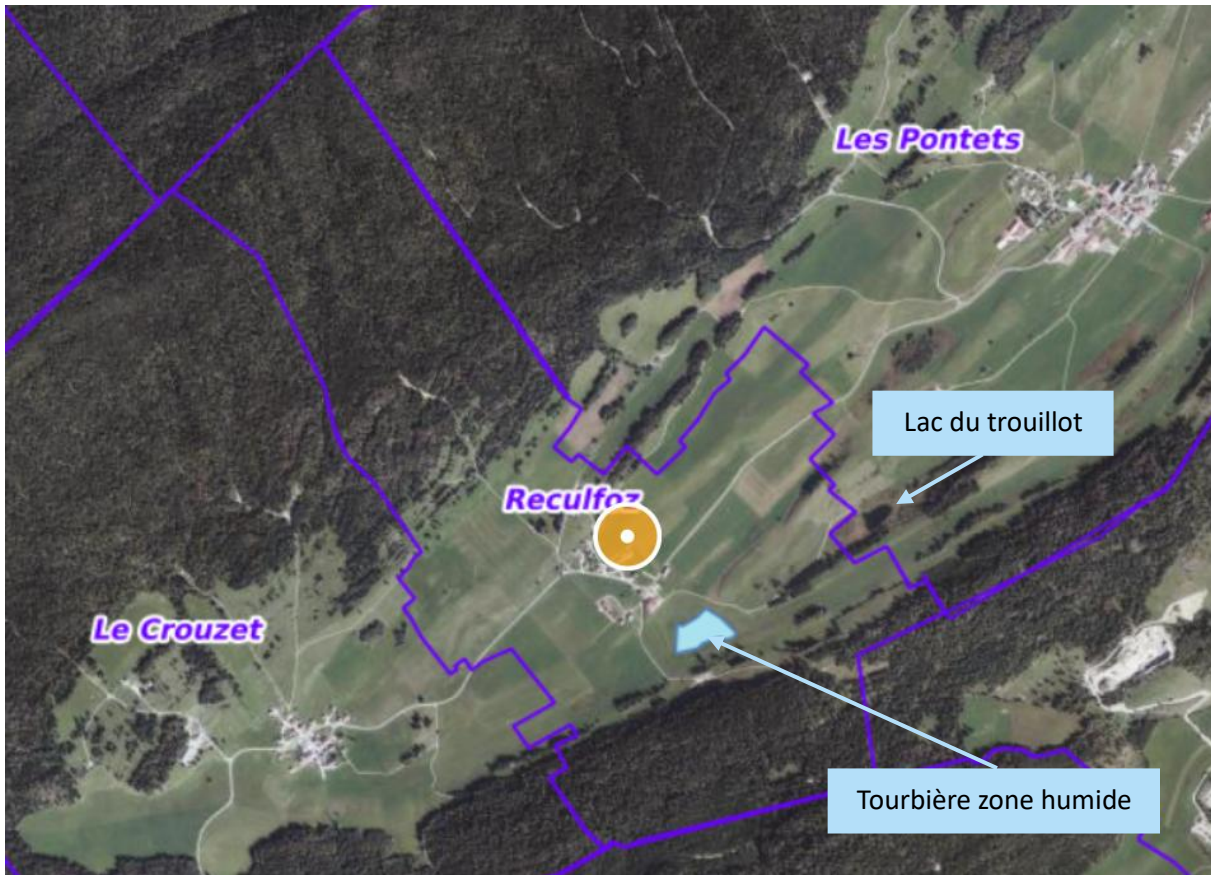 Les Pontets
Lac du trouillot
Reculfoz
Le Crouzet
Tourbière zone humide